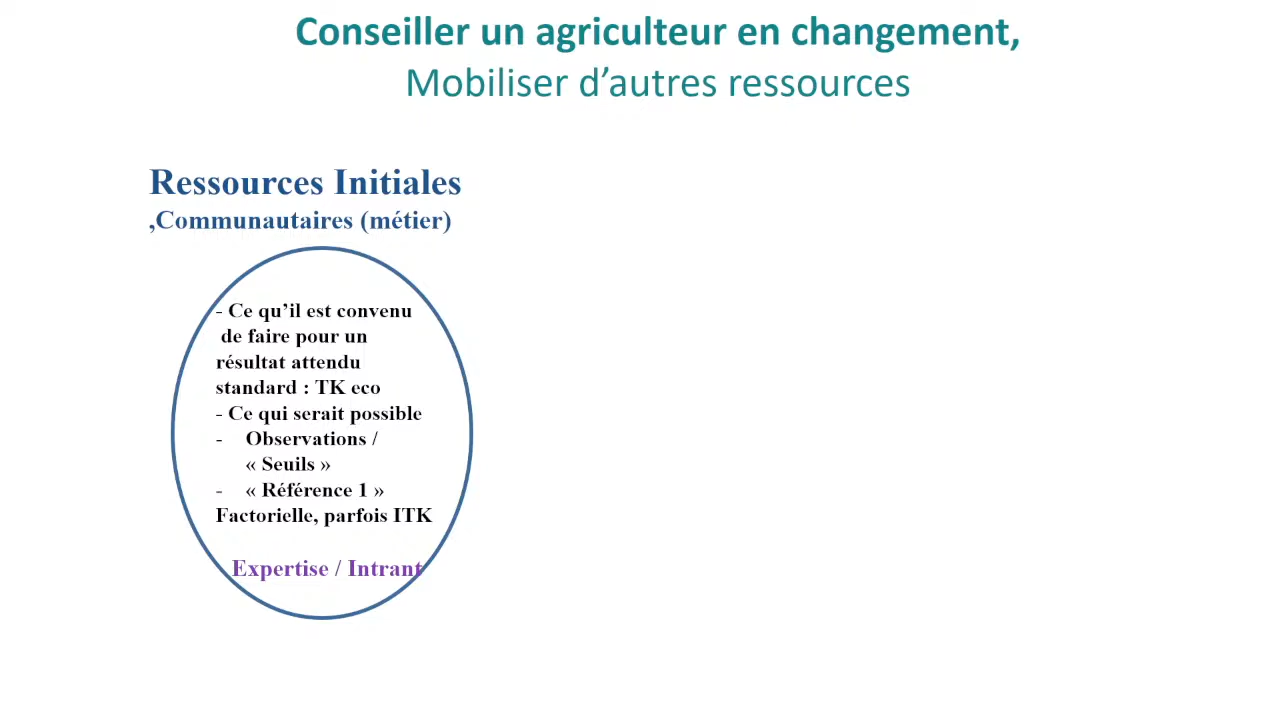 Conseiller un agriculteur en changement,
Mobiliser d’autres ressources
Ressources Initiales
,Communautaires (métier)
- Ce qu’il est convenu
de faire pour un
résultat attendu
standard : TK eco
- Ce qui serait possible
- Observations /
« Seuils »
- « Référence 1 »
Factorielle, parfois ITK
Expertise / Intrant